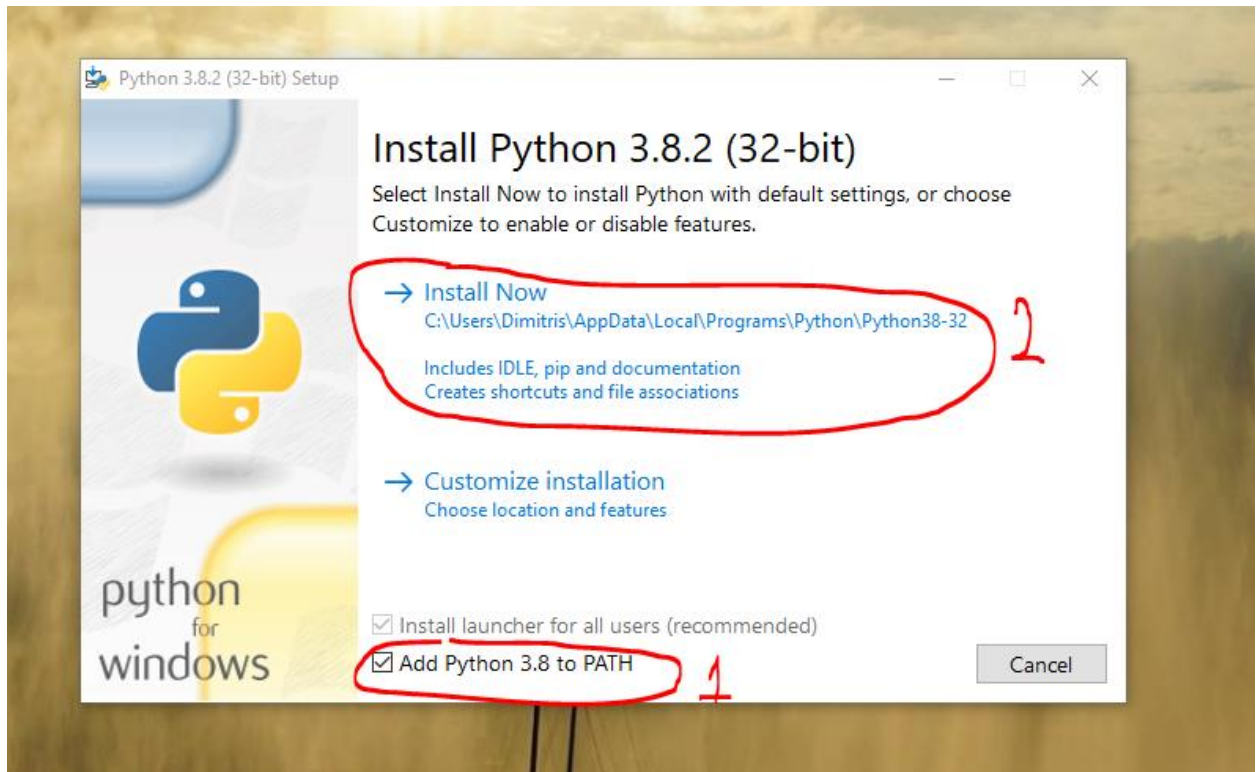 Python 3.8.2 (32-bit) Setup
Install Python 3.8.2 (32-bit)
Select Install Now to install Python with default settings, or choose
Customize to enable or disable features.
Install Now
C:\Users\Dimitris\AppData\Local\Programs\Python\Python38-32
2
Includes IDLE, pip and documentation
Creates shortcuts and file associations
Customize installation
Choose location and features
python
for
windows
Install launcher for all users (recommended)
Add Python 3.8 to PATH
1
Cancel